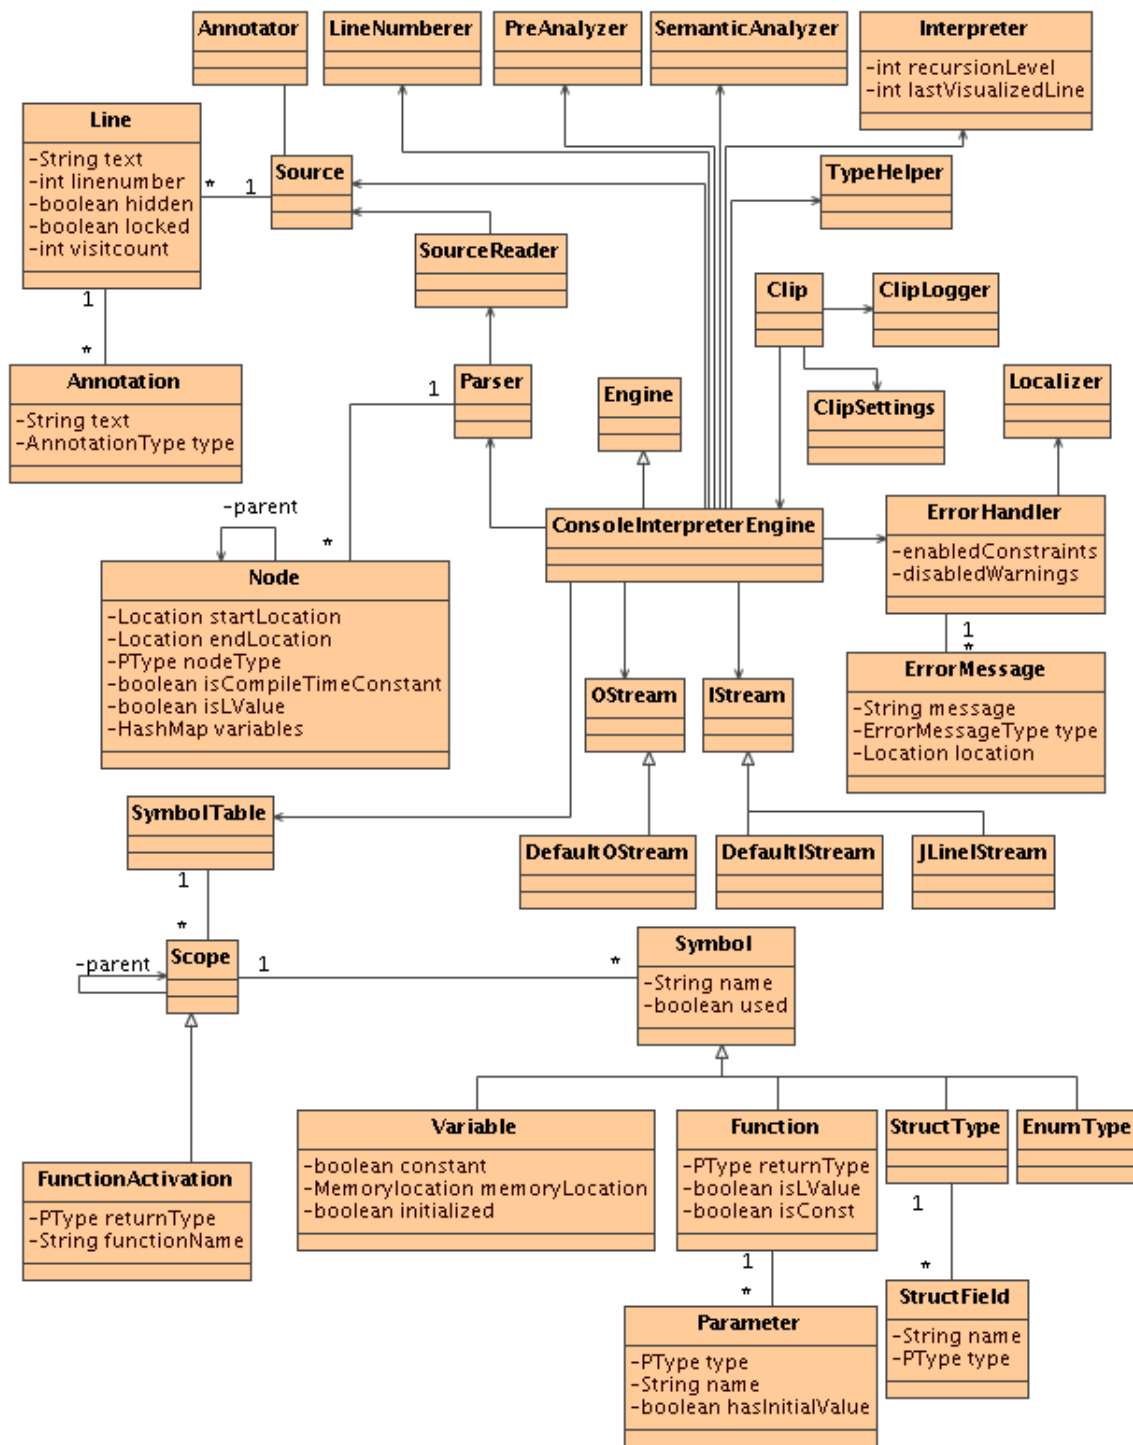 Annotator
LineNumberer
PreAnalyzer
SemanticAnalyzer
Interpreter
-int recursionLevel
-int lastVisualizedLine
Line
-String text
-int linenumber
-boolean hidden
-boolean locked
-int visitcount
*
1
Source
TypeHelper
SourceReader
1
*
Clip
ClipLogger
Annotation
-String text
-AnnotationType type
1
Parser
Engine
ClipSettings
Localizer
-parent
*
ConsoleInterpreterEngine
ErrorHandler
-enabledConstraints
-disabledWarnings
Node
-Location startLocation
-Location endLocation
-PType nodeType
-boolean isCompileTimeConstant
-boolean isLValue
-HashMap variables
1
*
OStream
IStream
ErrorMessage
-String message
-ErrorMessageType type
-Location location
SymbolTable
DefaultOStream
DefaultIStream
JLineIStream
1
*
-parent
Scope
1
*
Symbol
-String name
-boolean used
Variable
-boolean constant
-Memorylocation memoryLocation
-boolean initialized
Function
-PType returnType
-boolean isLValue
-boolean isConst
StructType
EnumType
FunctionActivation
-PType returnType
-String functionName
1
*
1
*
Parameter
-PType type
-String name
-boolean hasInitialValue
StructField
-String name
-PType type